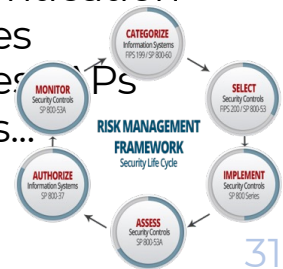 es
CATEGORIZE
Information Systems
FIPS 199 / SP 800-60
SELECT
Security Controls
FIPS 200 / SP 800-53
IMPLEMENT
Security Controls
SP 800 Series
ASSESS
Security Controls
SP 800-53A
AUTHORIZE
Information Systems
SP 800-37
MONITOR
Security Controls
SP 800-53A
RISK MANAGEMENT
FRAMEWORK
Security Life Cycle
31